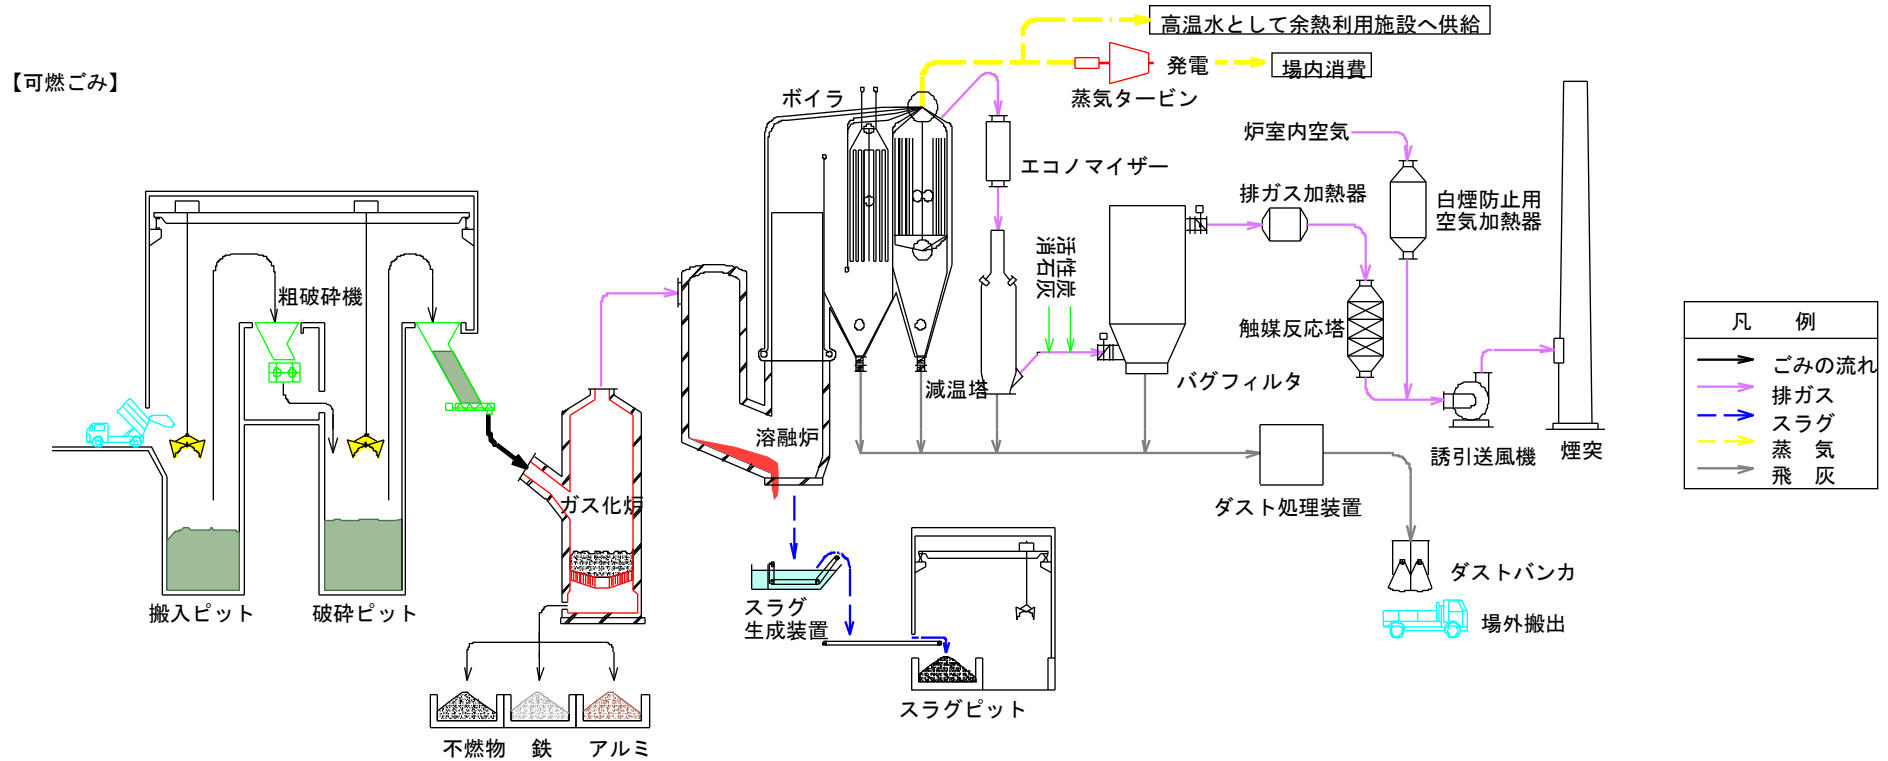 【可燃ごみ】
高温水として余熱利用施設へ供給
発電
場内消費
蒸気タービン
ボイラ
炉室内空気
エコノマイザー
排ガス加熱器
白煙防止用
空気加熱器
活性炭
消石灰
粗破砕機
触媒反応塔
減温塔
バグフィルタ
溶融炉
誘引送風機
煙突
ガス化炉
ダスト処理装置
ダストバンカ
場外搬出
搬入ピット
破砕ピット
スラグ
生成装置
スラグピット
不燃物
鉄
アルミ
凡 例
ごみの流れ
排ガス
スラグ
蒸 気
飛 灰